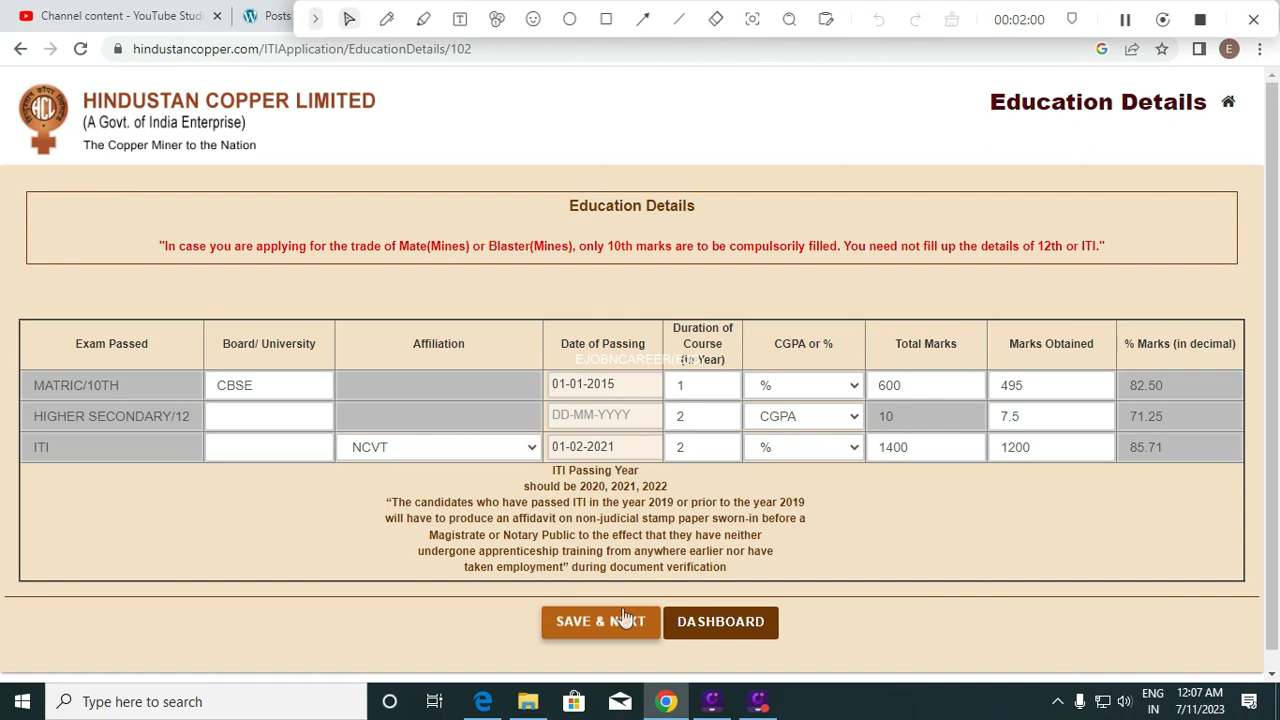 Channel content - YouTube Stud
Posts
00:02:00
hindustancopper.com/ITIApplication/EducationDetails/102
E
HCL
HINDUSTAN COPPER LIMITED
(A Govt. of India Enterprise)
The Copper Miner to the Nation
Education Details
Education Details
"In case you are applying for the trade of Mate(Mines) or Blaster(Mines), only 10th marks are to be compulsorily filled. You need not fill up the details of 12th or ITI."
Exam Passed Board/ University Affiliation Date of Passing Duration of Course (in Year) CGPA or % Total Marks Marks Obtained % Marks (in decimal)
MATRIC/10TH CBSE 01-01-2015 1 % 600 495 82.50
HIGHER SECONDARY/12 DD-MM-YYYY 2 CGPA 10 7.5 71.25
ITI NCVT 01-02-2021 2 % 1400 1200 85.71
ITI Passing Year
should be 2020, 2021, 2022
“The candidates who have passed ITI in the year 2019 or prior to the year 2019
will have to produce an affidavit on non-judicial stamp paper sworn-in before a
Magistrate or Notary Public to the effect that they have neither
undergone apprenticeship training from anywhere earlier nor have
taken employment” during document verification
SAVE & NEXT DASHBOARD
Type here to search
ENG
IN
12:07 AM
7/11/2023